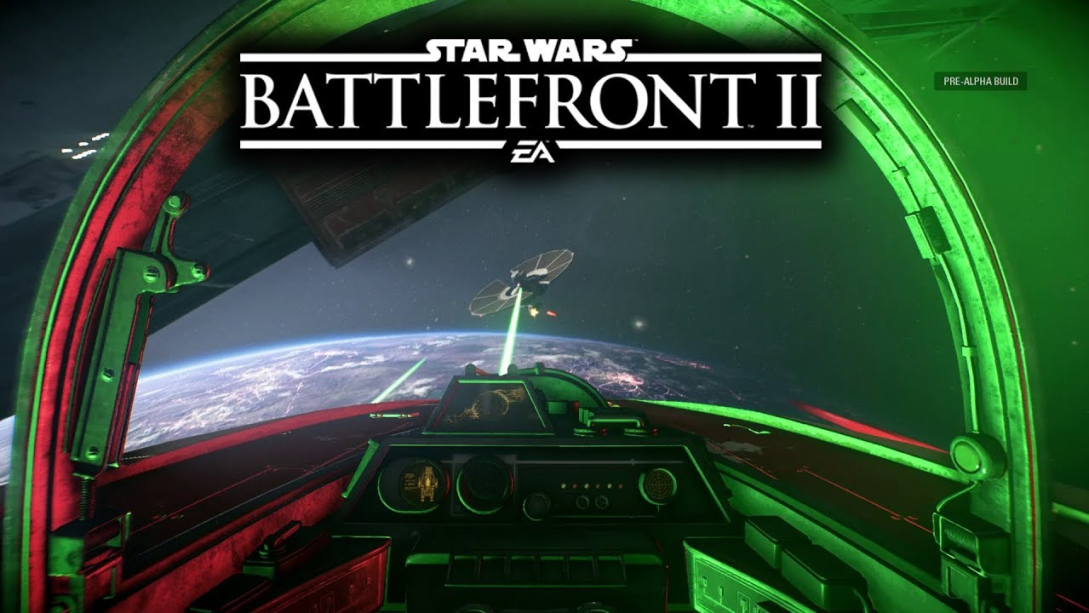 STAR WARS
BATTLEFRONT II
EA
PRE-ALPHA BUILD